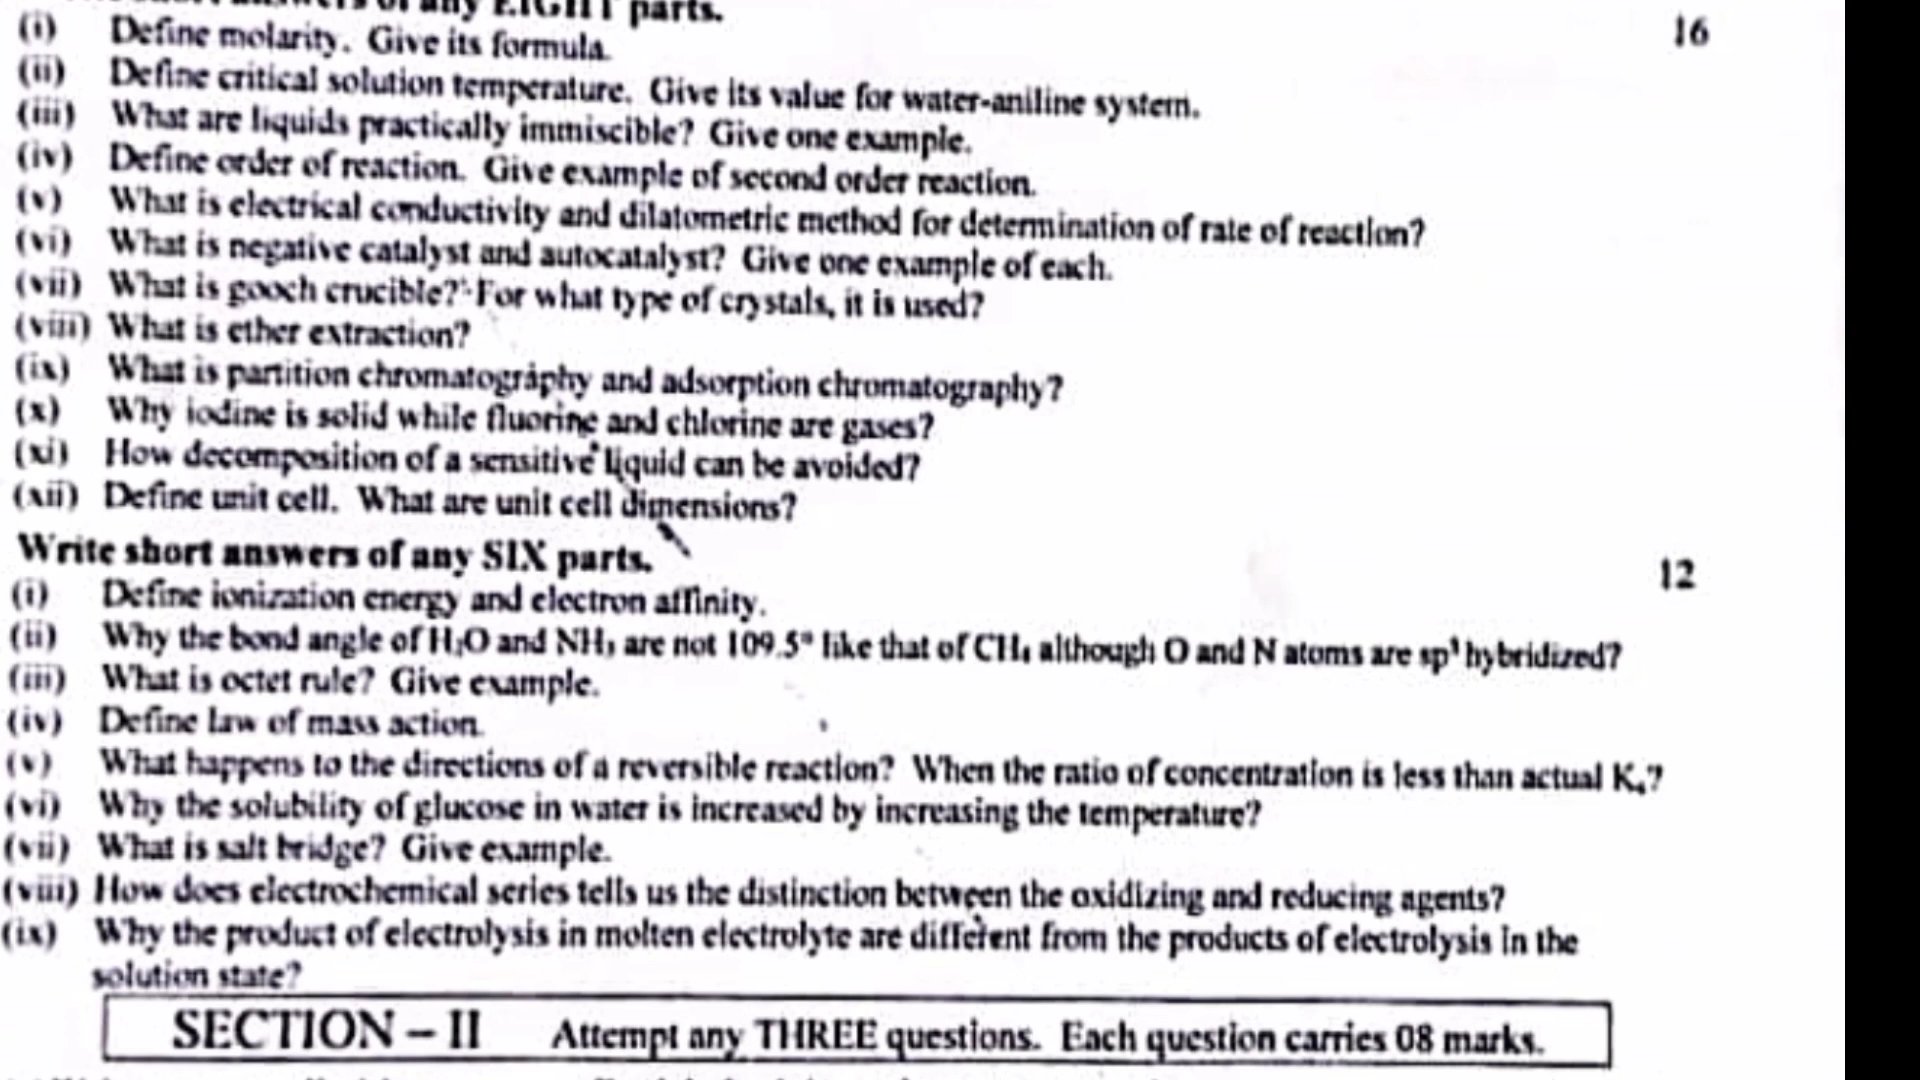 of any EIGHT parts. 16
(i) Define molarity. Give its formula.
(ii) Define critical solution temperature. Give its value for water-aniline system.
(iii) What are liquids practically immiscible? Give one example.
(iv) Define order of reaction. Give example of second order reaction.
(v) What is electrical conductivity and dilatometric method for determination of rate of reaction?
(vi) What is negative catalyst and autocatalyst? Give one example of each.
(vii) What is gooch crucible? For what type of crystals, it is used?
(viii) What is ether extraction?
(ix) What is partition chromatography and adsorption chromatography?
(x) Why iodine is solid while fluorine and chlorine are gases?
(xi) How decomposition of a sensitive liquid can be avoided?
(xii) Define unit cell. What are unit cell dimensions?
Write short answers of any SIX parts. 12
(i) Define ionization energy and electron affinity.
(ii) Why the bond angle of H₂O and NH₃ are not 109.5° like that of CH₄ although O and N atoms are sp³ hybridized?
(iii) What is octet rule? Give example.
(iv) Define law of mass action.
(v) What happens to the directions of a reversible reaction? When the ratio of concentration is less than actual K꜀?
(vi) Why the solubility of glucose in water is increased by increasing the temperature?
(vii) What is salt bridge? Give example.
(viii) How does electrochemical series tells us the distinction between the oxidizing and reducing agents?
(ix) Why the product of electrolysis in molten electrolyte are different from the products of electrolysis in the
solution state?
SECTION – II Attempt any THREE questions. Each question carries 08 marks.